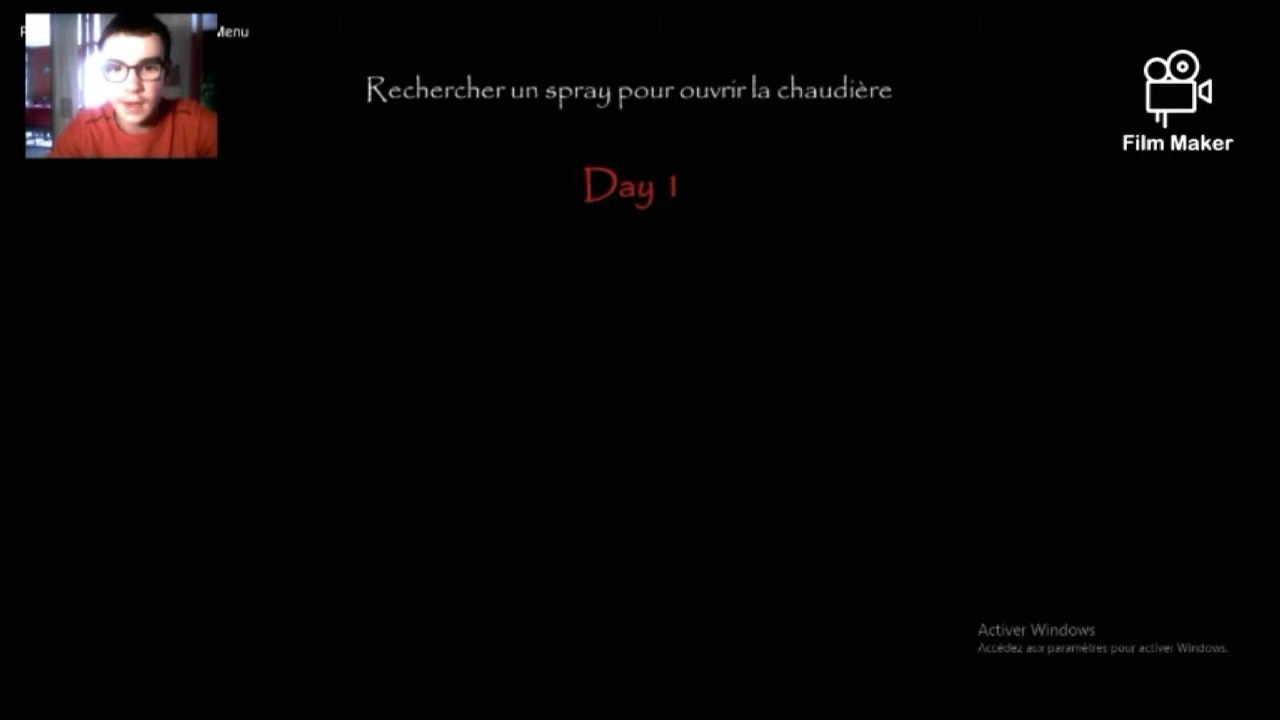 Menu
Rechercher un spray pour ouvrir la chaudière
Film Maker
Day 1
Activer Windows
Accédez aux paramètres pour activer Windows.